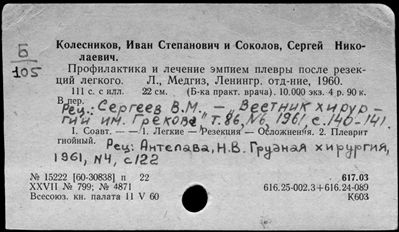 Б
105
Колесников, Иван Степанович и Соколов, Сергей Нико-
лаевич.
Профилактика и лечение эмпием плевры после резек-
ций легкого. Л., Медгиз, Ленингр. отд-ние, 1960.
111 с. с илл. 22 см. (Б-ка практ. врача). 10.000 экз. 4 р. 90 к.
В пер.
Рец.: Сергеев В.М. – „Вестник хирур-
гии им. Грекова" т. 86, №6, 1961, с. 140-141.
1. Соавт. — — 1. Легкие — Резекция — Осложнения. 2. Плеврит
гнойный.
Рец: Антелава, Н.В. Грудная хирургия,
1961, №4, с 122
№ 15222 [60-30838] п 22 617.03
XXVII № 799; № 4871 616.25-002.3+616.24-089
Всесоюз. кн. палата 11 V 60 К603